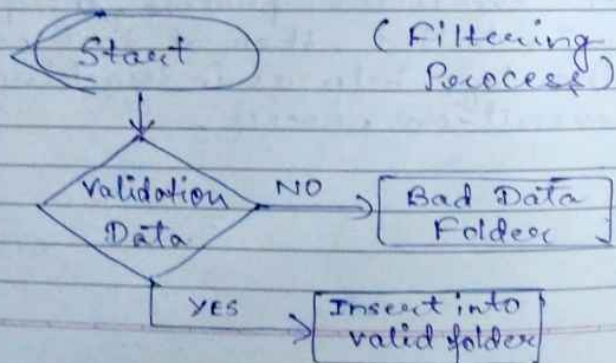 Start
(Filtering
Process)
Validation
Data
NO
Bad Data
Folder
YES
Insert into
valid folder